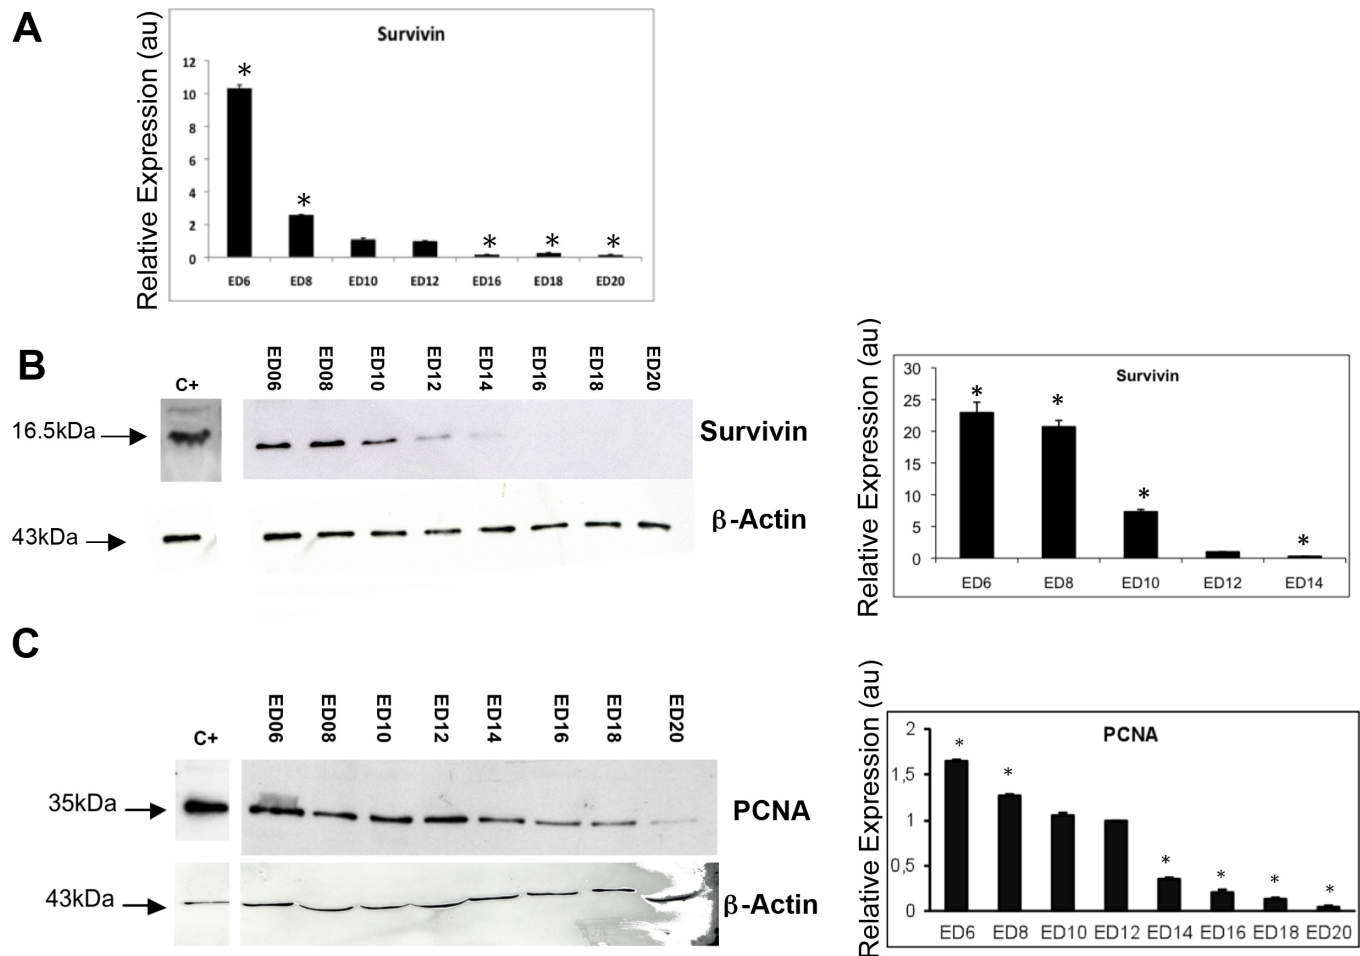 A
Relative Expression (au)
Survivin
12
10
8
6
4
2
0
*
*
*
*
*
ED6 ED8 ED10 ED12 ED16 ED18 ED20
B
C+
ED06 ED08 ED10 ED12 ED14 ED16 ED18 ED20
16.5kDa
Survivin
43kDa
β-Actin
Relative Expression (au)
Survivin
30
25
20
15
10
5
0
*
*
*
*
ED6 ED8 ED10 ED12 ED14
C
C+
ED06 ED08 ED10 ED12 ED14 ED16 ED18 ED20
35kDa
PCNA
43kDa
β-Actin
Relative Expression (au)
PCNA
2
1,5
1
0,5
0
*
*
*
*
*
*
ED6 ED8 ED10 ED12 ED14 ED16 ED18 ED20